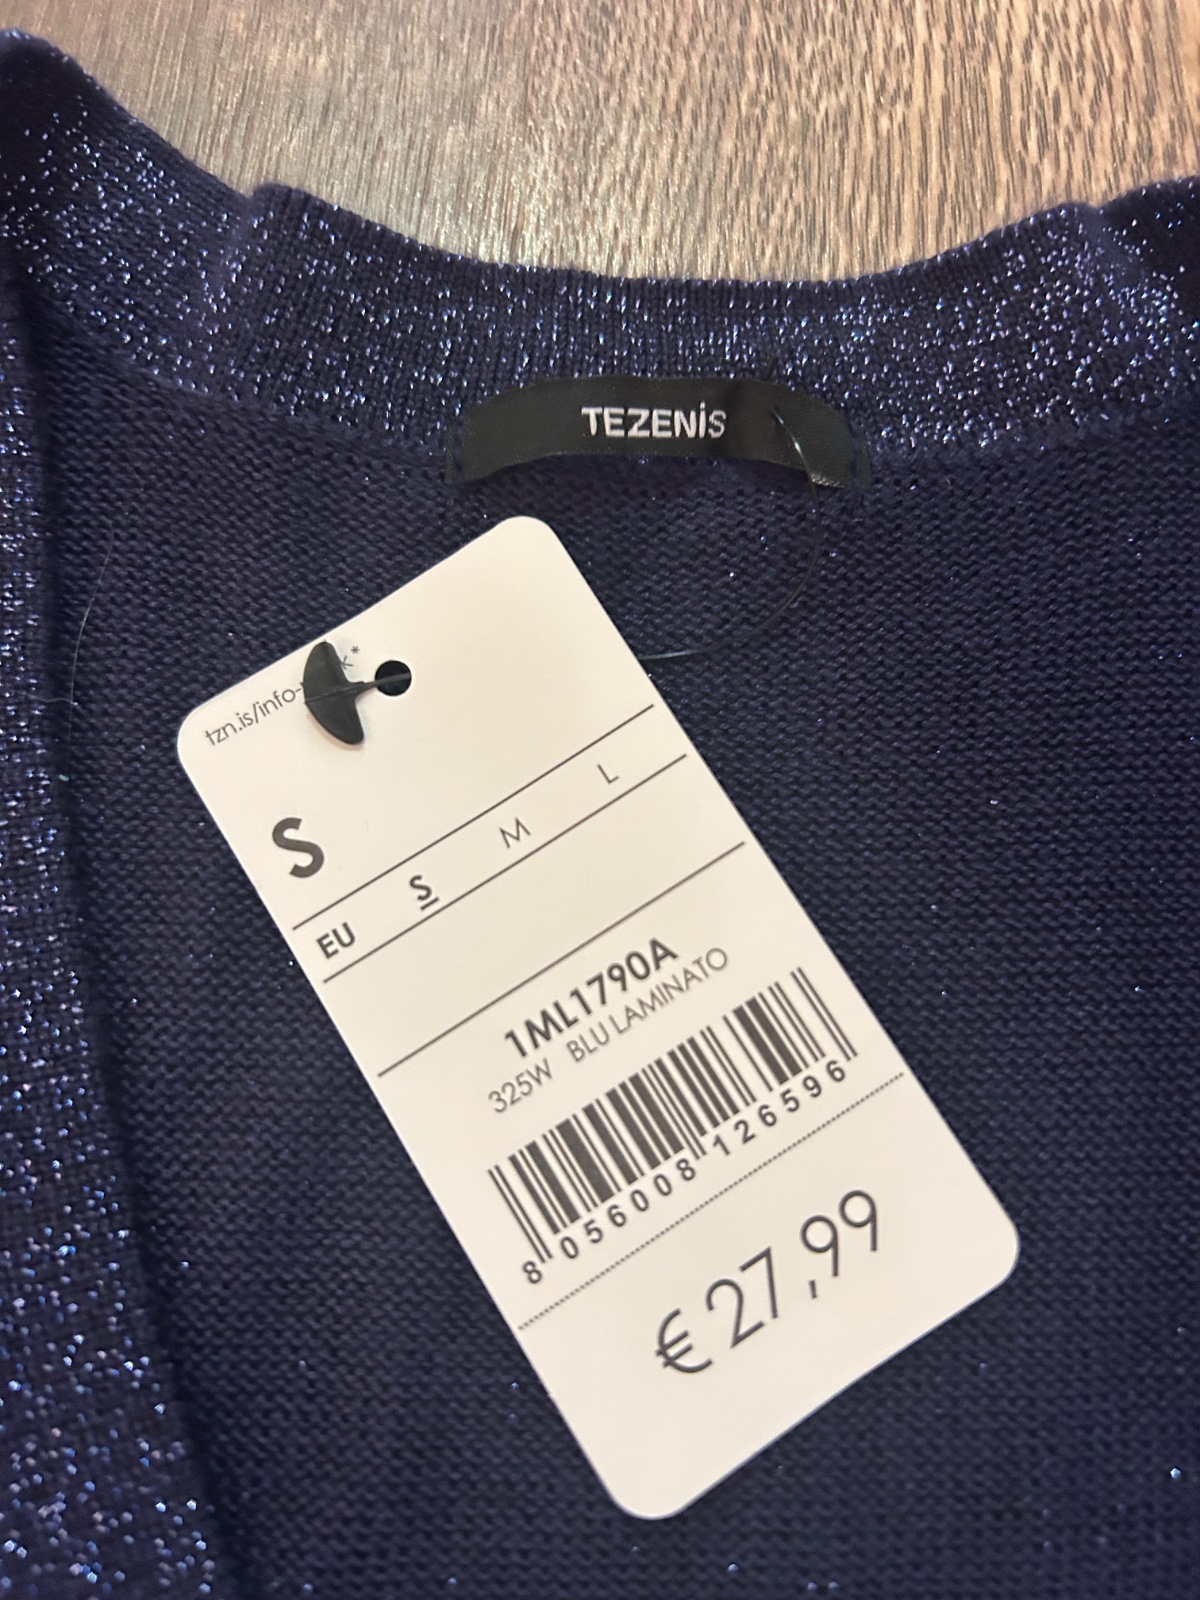 TEZENIS
tzn.is/info-
S
EU S M L
1ML1790A
325W BLU LAMINATO
8 056008 126596
€ 27,99